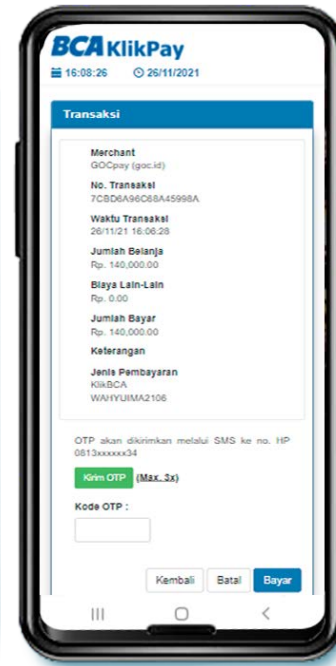 BCA KlikPay
16:08:26 26/11/2021
Transaksi
Merchant
GOCpay (goc.id)
No. Transaksi
7CBD6A96C68A45998A
Waktu Transaksi
26/11/21 16:06:28
Jumlah Belanja
Rp. 140,000.00
Biaya Lain-Lain
Rp. 0.00
Jumlah Bayar
Rp. 140,000.00
Keterangan
Jenis Pembayaran
KlikBCA
WAHYUIMA2106
OTP akan dikirimkan melalui SMS ke no. HP
0813xxxxxx34
Kirim OTP (Max. 3x)
Kode OTP :
Kembali Batal Bayar